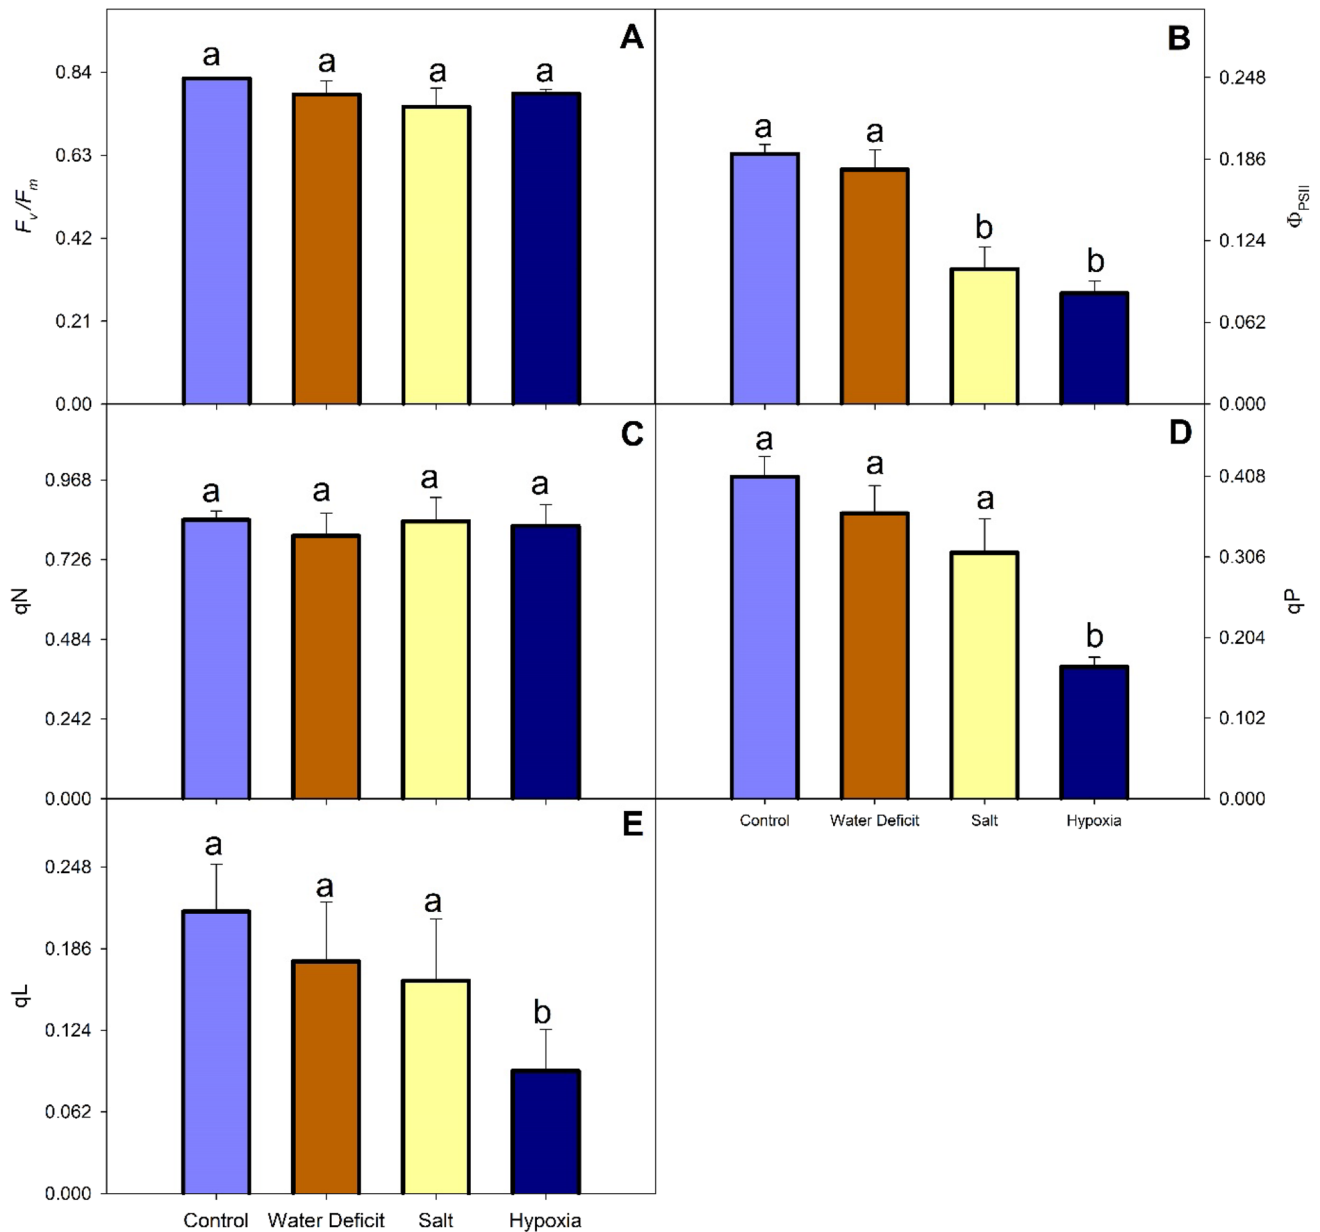 A
a a a a
0.84
0.63
0.42
0.21
0.00
Fv/Fm
B
a a b b
0.248
0.186
0.124
0.062
0.000
ΦPSII
C
a a a a
0.968
0.726
0.484
0.242
0.000
qN
D
a a a b
0.408
0.306
0.204
0.102
0.000
qP
Control Water Deficit Salt Hypoxia
E
a a a b
0.248
0.186
0.124
0.062
0.000
qL
Control Water Deficit Salt Hypoxia